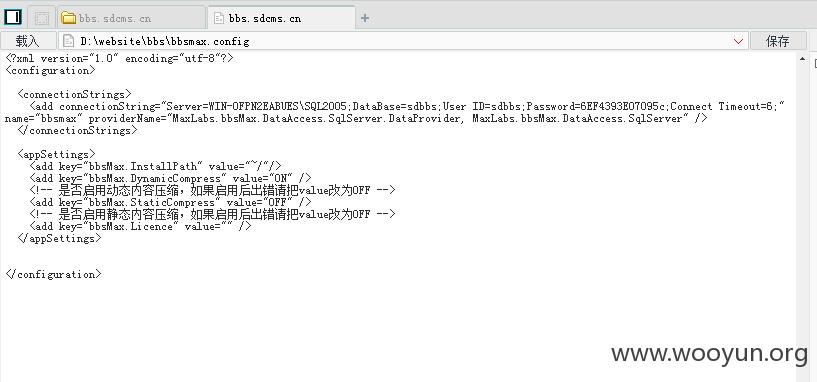 bbs.sdcms.cn
bbs.sdcms.cn
载入
D:\website\bbs\bbsmax.config
保存
<?xml version="1.0" encoding="utf-8"?>
<configuration>
<connectionStrings>
<add connectionString="Server=WIN-OFPN2EABUES\SQL2005;DataBase=sdbbs;User ID=sdbbs;Password=6EF4393E07095c;Connect Timeout=6;"
name="bbsmax" providerName="MaxLabs.bbsMax.DataAccess.SqlServer.DataProvider, MaxLabs.bbsMax.DataAccess.SqlServer" />
</connectionStrings>
<appSettings>
<add key="bbsMax.InstallPath" value="~/"/>
<add key="bbsMax.DynamicCompress" value="ON" />
<!-- 是否启用动态内容压缩，如果启用后出错请把value改为OFF -->
<add key="bbsMax.StaticCompress" value="OFF" />
<!-- 是否启用静态内容压缩，如果启用后出错请把value改为OFF -->
<add key="bbsMax.Licence" value="" />
</appSettings>
</configuration>
www.wooyun.org